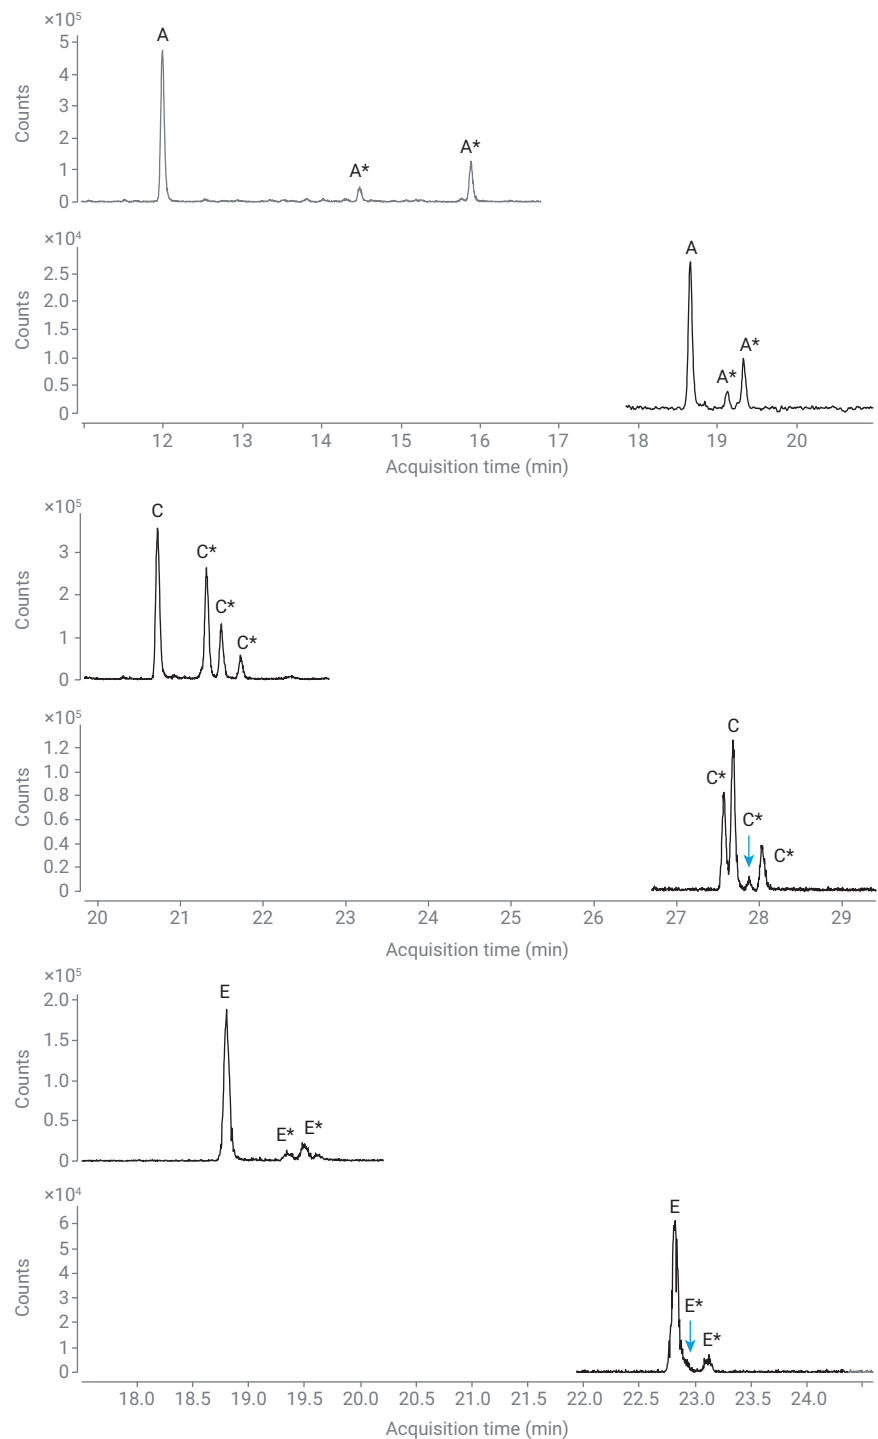 ×10⁵
A
5
4
3
2
1
0
Counts
A*
A*
×10⁴
A
2.5
2.0
1.5
1.0
0.5
0
Counts
A*
A*
12 13 14 15 16 17 18 19 20
Acquisition time (min)
×10⁵
C
3
2
1
0
Counts
C*
C*
C*
×10⁵
C
1.2
1.0
0.8
0.6
0.4
0.2
0
Counts
C*
C*
C*
20 21 22 23 24 25 26 27 28 29
Acquisition time (min)
×10⁵
E
2.0
1.5
1.0
0.5
0
Counts
E*
E*
×10⁴
E
6
5
4
3
2
1
0
Counts
E*
E*
18.0 18.5 19.0 19.5 20.0 20.5 21.0 21.5 22.0 22.5 23.0 23.5 24.0
Acquisition time (min)